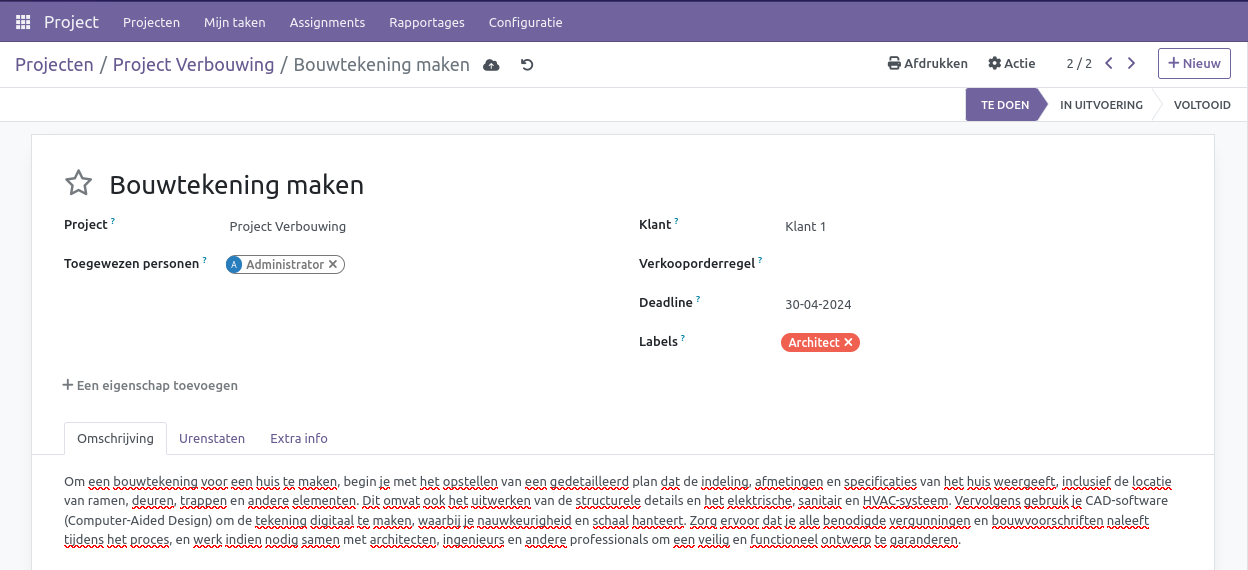 Project Projecten Mijn taken Assignments Rapportages Configuratie
Projecten / Project Verbouwing / Bouwtekening maken Afdrukken Actie 2 / 2 + Nieuw
TE DOEN IN UITVOERING VOLTOOID
Bouwtekening maken
Project ? Project Verbouwing Klant ? Klant 1
Toegewezen personen ? A Administrator × Verkooporderregel ?
Deadline ? 30-04-2024
Labels ? Architect ×
+ Een eigenschap toevoegen
Omschrijving Urenstaten Extra info
Om een bouwtekening voor een huis te maken, begin je met het opstellen van een gedetailleerd plan dat de indeling, afmetingen en specificaties van het huis weergeeft, inclusief de locatie
van ramen, deuren, trappen en andere elementen. Dit omvat ook het uitwerken van de structurele details en het elektrische, sanitair en HVAC-systeem. Vervolgens gebruik je CAD-software
(Computer-Aided Design) om de tekening digitaal te maken, waarbij je nauwkeurigheid en schaal hanteert. Zorg ervoor dat je alle benodigde vergunningen en bouwvoorschriften naleeft
tijdens het proces, en werk indien nodig samen met architecten, ingenieurs en andere professionals om een veilig en functioneel ontwerp te garanderen.